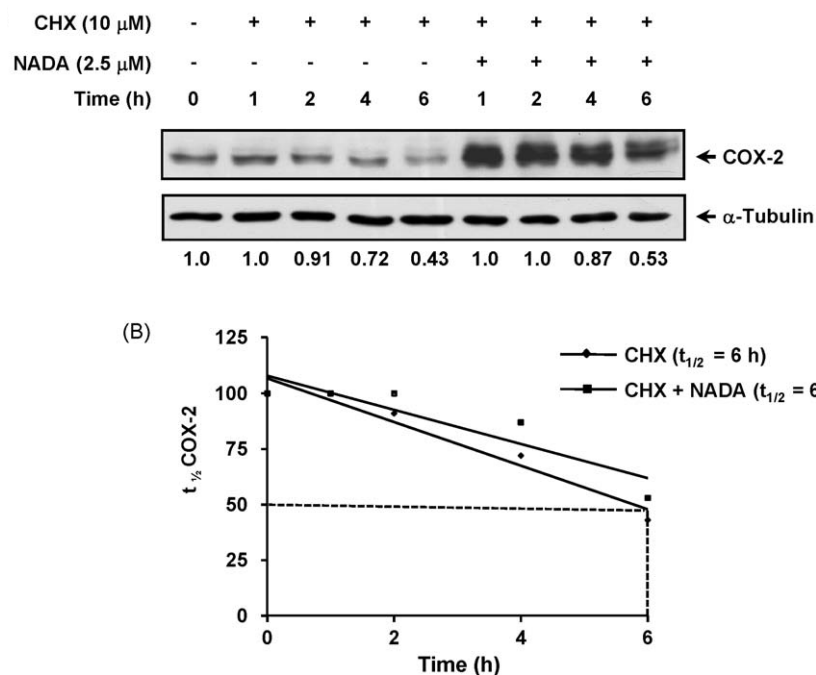 CHX (10 μM) - + + + + + + + +
NADA (2.5 μM) - - - - - + + + +
Time (h) 0 1 2 4 6 1 2 4 6
COX-2
α-Tubulin
1.0 1.0 0.91 0.72 0.43 1.0 1.0 0.87 0.53
(B)
125
100
75
50
25
0
t ½ COX-2
CHX (t1/2 = 6 h)
CHX + NADA (t1/2 = 6
0 2 4 6
Time (h)